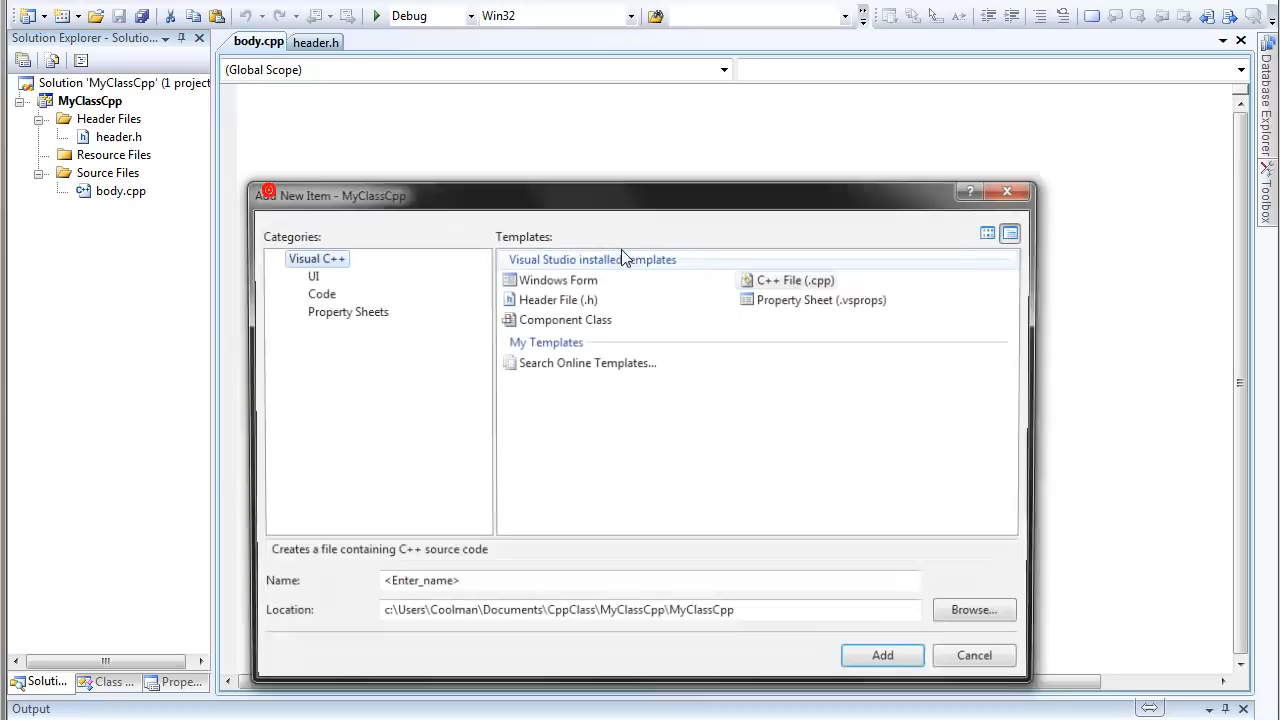 Debug
Win32
Solution Explorer - Solutio...
body.cpp
header.h
(Global Scope)
Solution 'MyClassCpp' (1 project
MyClassCpp
Header Files
header.h
Resource Files
Source Files
body.cpp
Add New Item - MyClassCpp
Categories:
Visual C++
UI
Code
Property Sheets
Templates:
Visual Studio installed templates
Windows Form
C++ File (.cpp)
Header File (.h)
Property Sheet (.vsprops)
Component Class
My Templates
Search Online Templates...
Creates a file containing C++ source code
Name:
<Enter_name>
Location:
c:\Users\Coolman\Documents\CppClass\MyClassCpp\MyClassCpp
Browse...
Add
Cancel
Database Explorer
Toolbox
Soluti...
Class ...
Prope...
Output